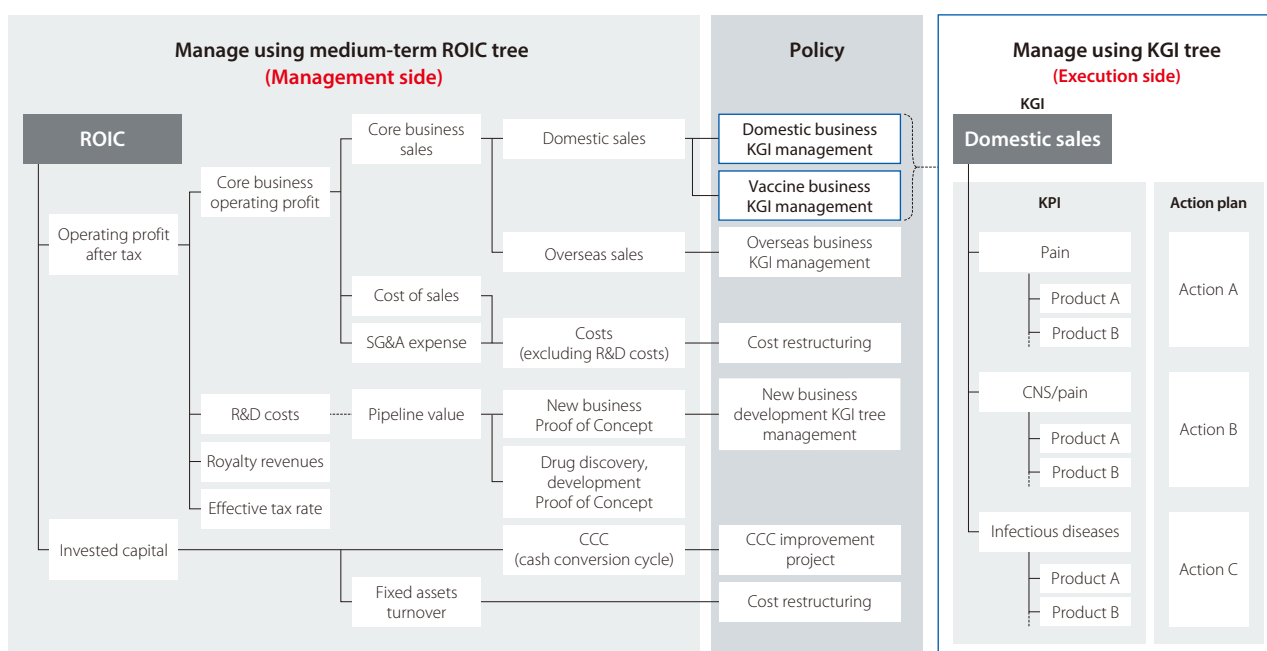 Manage using medium-term ROIC tree
(Management side)
ROIC
Operating profit
after tax
Invested capital
Core business
operating profit
R&D costs
Royalty revenues
Effective tax rate
Core business
sales
Cost of sales
SG&A expense
Pipeline value
Fixed assets
turnover
Domestic sales
Overseas sales
Costs
(excluding R&D costs)
New business
Proof of Concept
Drug discovery,
development
Proof of Concept
CCC
(cash conversion cycle)
Policy
Domestic business
KGI management
Vaccine business
KGI management
Overseas business
KGI management
Cost restructuring
New business
development KGI tree
management
CCC improvement
project
Cost restructuring
Manage using KGI tree
(Execution side)
KGI
Domestic sales
KPI
Pain
Product A
Product B
CNS/pain
Product A
Product B
Infectious diseases
Product A
Product B
Action plan
Action A
Action B
Action C